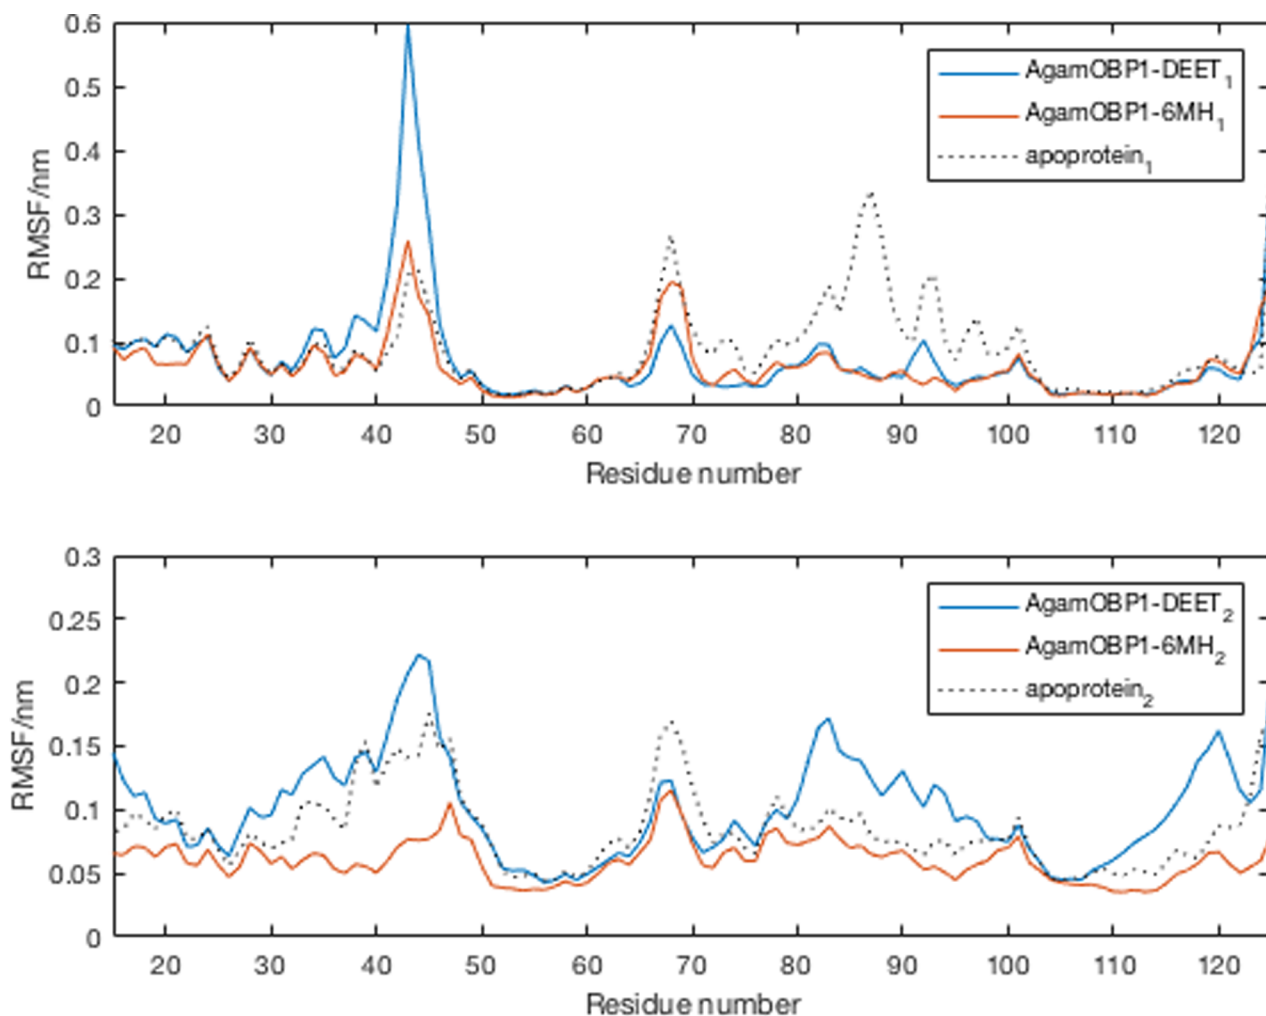 0.6
0.5
0.4
0.3
0.2
0.1
0
RMSF/nm
AgamOBP1-DEET₁
AgamOBP1-6MH₁
apoprotein₁
20 30 40 50 60 70 80 90 100 110 120
Residue number
0.3
0.25
0.2
0.15
0.1
0.05
0
RMSF/nm
AgamOBP1-DEET₂
AgamOBP1-6MH₂
apoprotein₂
20 30 40 50 60 70 80 90 100 110 120
Residue number